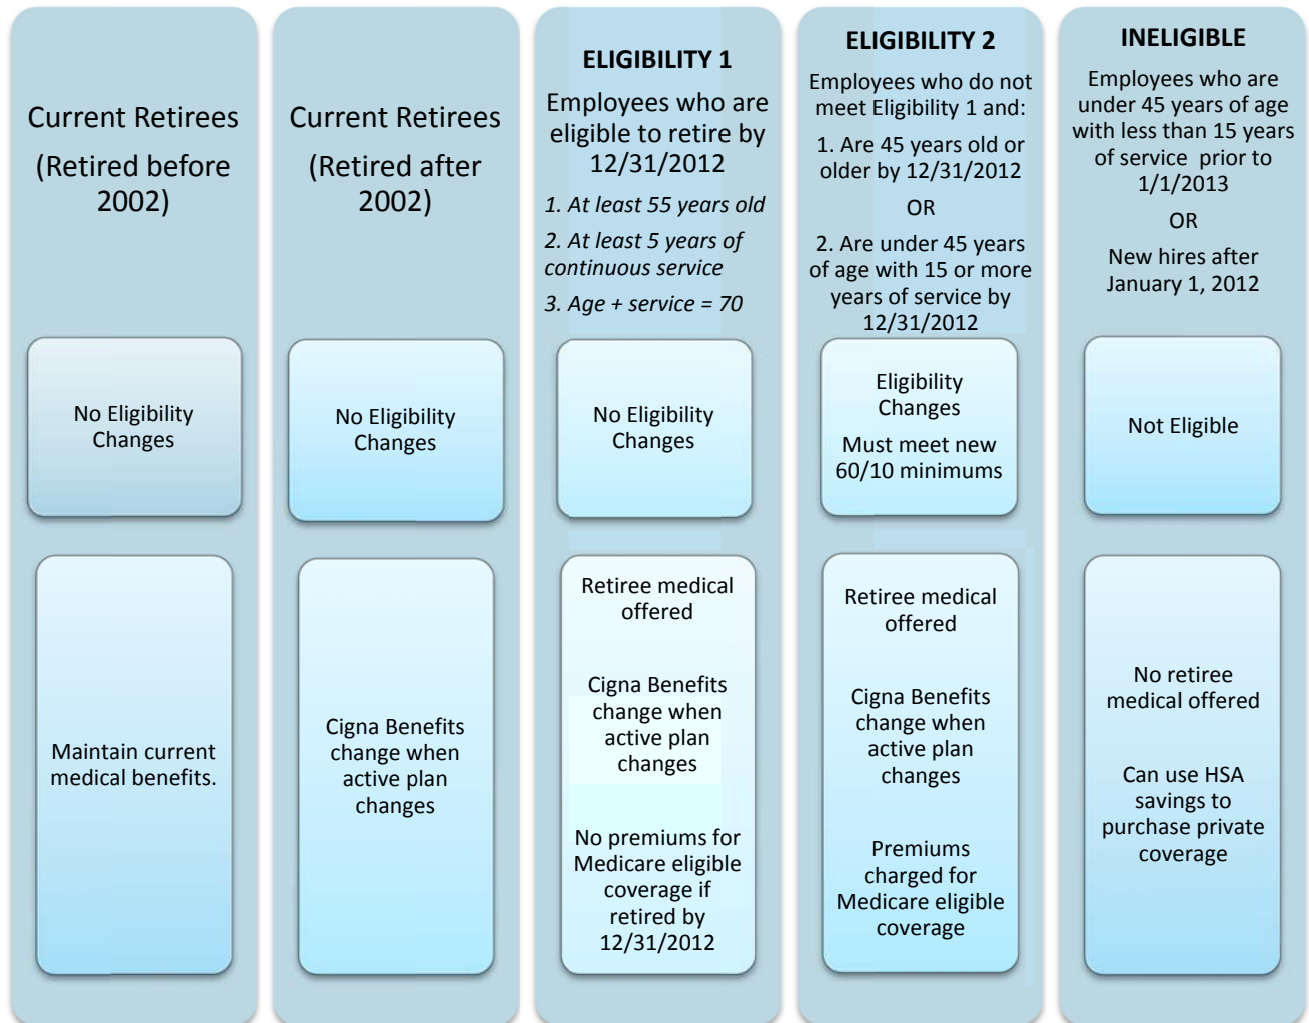 Current Retirees
(Retired before
2002)
No Eligibility
Changes
Maintain current
medical benefits.
Current Retirees
(Retired after
2002)
No Eligibility
Changes
Cigna Benefits
change when
active plan
changes
ELIGIBILITY 1
Employees who are
eligible to retire by
12/31/2012
1. At least 55 years old
2. At least 5 years of
continuous service
3. Age + service = 70
No Eligibility
Changes
Retiree medical
offered
Cigna Benefits
change when
active plan
changes
No premiums for
Medicare eligible
coverage if
retired by
12/31/2012
ELIGIBILITY 2
Employees who do not
meet Eligibility 1 and:
1. Are 45 years old or
older by 12/31/2012
OR
2. Are under 45 years
of age with 15 or more
years of service by
12/31/2012
Eligibility
Changes
Must meet new
60/10 minimums
Retiree medical
offered
Cigna Benefits
change when
active plan
changes
Premiums
charged for
Medicare eligible
coverage
INELIGIBLE
Employees who are
under 45 years of age
with less than 15 years
of service prior to
1/1/2013
OR
New hires after
January 1, 2012
Not Eligible
No retiree
medical offered
Can use HSA
savings to
purchase private
coverage